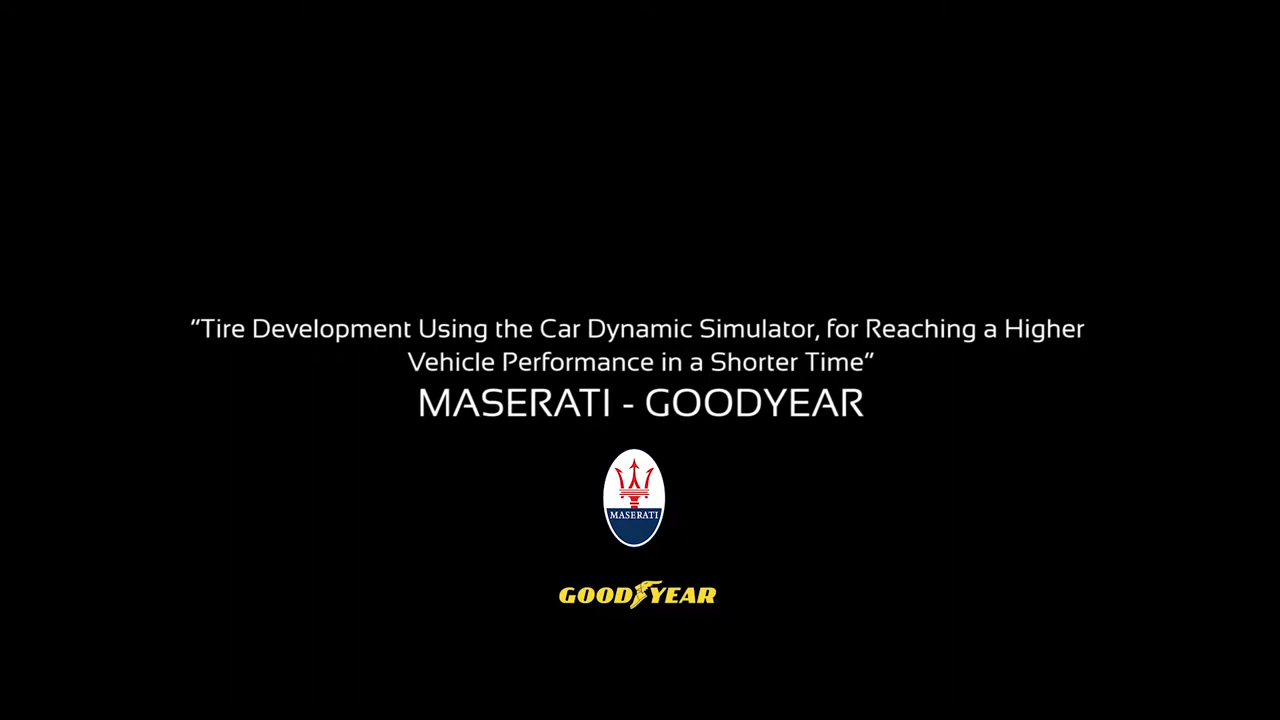 “Tire Development Using the Car Dynamic Simulator, for Reaching a Higher
Vehicle Performance in a Shorter Time”
MASERATI - GOODYEAR
MASERATI
GOODYEAR